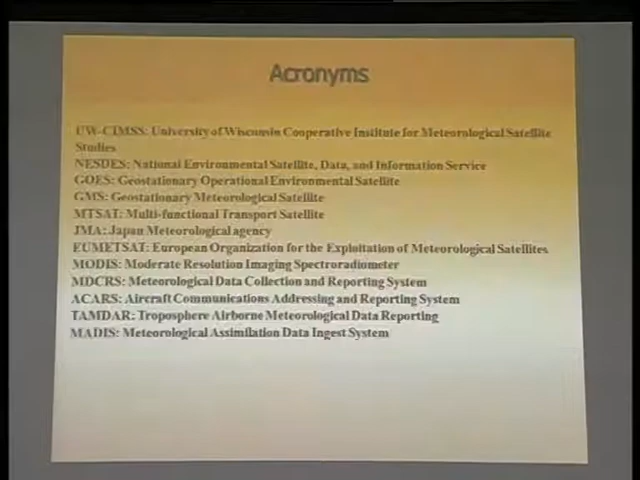 Acronyms
UW-CIMSS: University of Wisconsin Cooperative Institute for Meteorological Satellite
Studies
NESDES: National Environmental Satellite, Data, and Information Service
GOES: Geostationary Operational Environmental Satellite
GMS: Geostationary Meteorological Satellite
MTSAT: Multi-functional Transport Satellite
JMA: Japan Meteorological agency
EUMETSAT: European Organization for the Exploitation of Meteorological Satellites
MODIS: Moderate Resolution Imaging Spectroradiometer
MDCRS: Meteorological Data Collection and Reporting System
ACARS: Aircraft Communications Addressing and Reporting System
TAMDAR: Troposphere Airborne Meteorological Data Reporting
MADIS: Meteorological Assimilation Data Ingest System